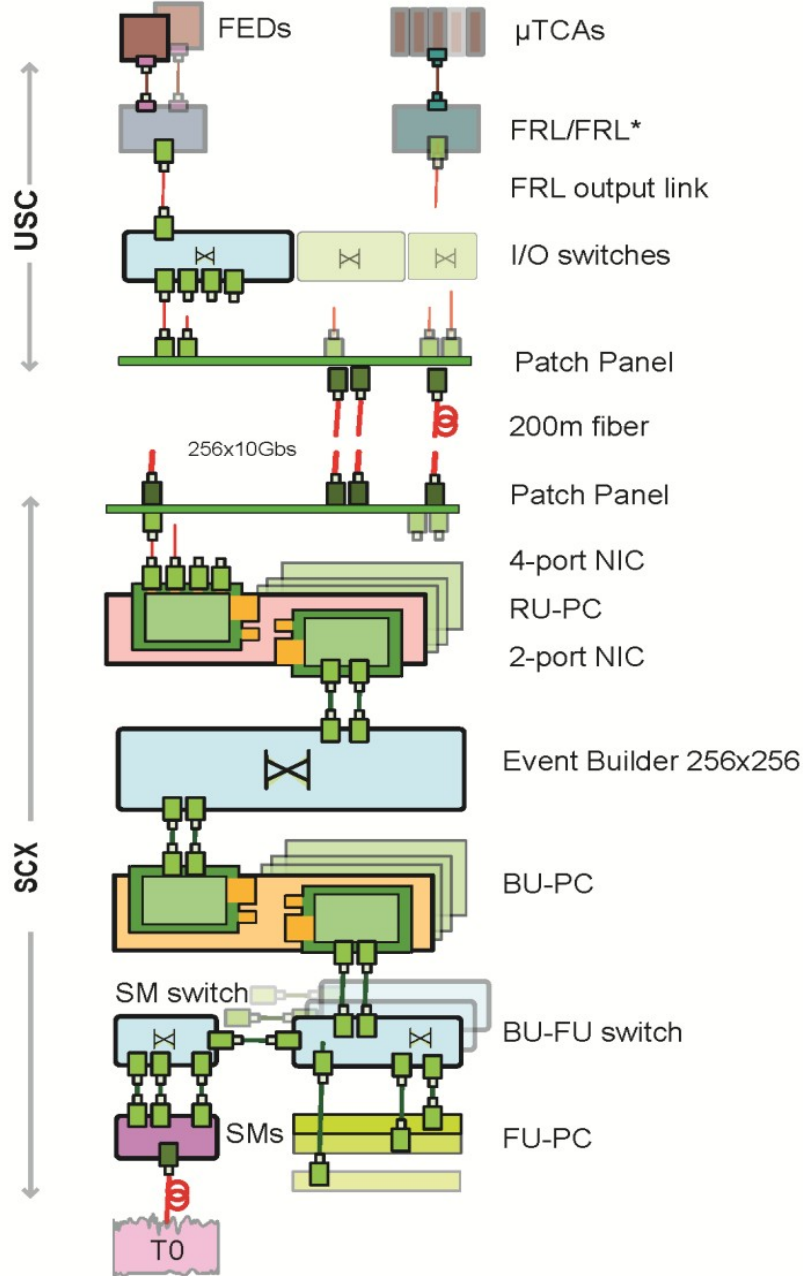 FEDs
µTCAs
FRL/FRL*
FRL output link
USC
I/O switches
Patch Panel
200m fiber
256x10Gbs
Patch Panel
4-port NIC
RU-PC
2-port NIC
Event Builder 256x256
SCX
BU-PC
SM switch
BU-FU switch
SMs
FU-PC
T0